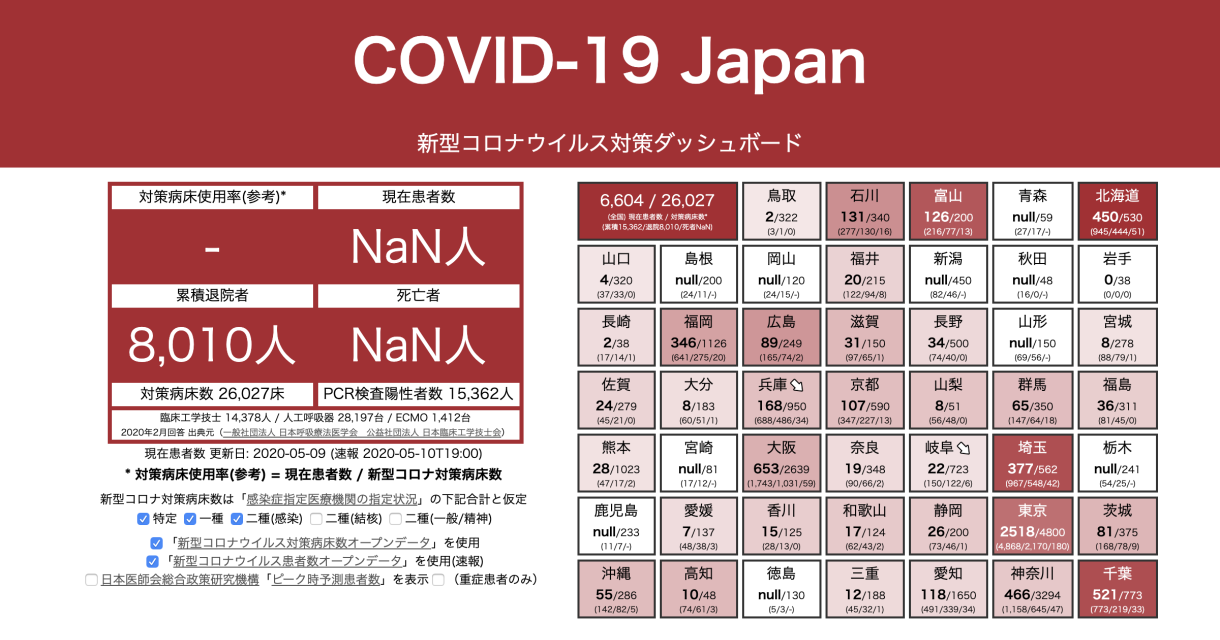 COVID-19 Japan
新型コロナウイルス対策ダッシュボード
対策病床使用率(参考)*
現在患者数
-
NaN人
累積退院者
死亡者
8,010人
NaN人
対策病床数 26,027床
PCR検査陽性者数 15,362人
臨床工学技士 14,378人 / 人工呼吸器 28,197台 / ECMO 1,412台
2020年2月回答 出典元（一般社団法人 日本呼吸療法医学会　公益社団法人 日本臨床工学技士会）
現在患者数 更新日: 2020-05-09 (速報 2020-05-10T19:00)
* 対策病床使用率(参考) = 現在患者数 / 新型コロナ対策病床数
新型コロナ対策病床数は「感染症指定医療機関の指定状況」の下記合計と仮定
特定 一種 二種(感染) 二種(結核) 二種(一般/精神)
「新型コロナウイルス対策病床数オープンデータ」を使用
「新型コロナウイルス患者数オープンデータ」を使用(速報)
日本医師会総合政策研究機構「ピーク時予測患者数」を表示 （重症患者のみ）
6,604 / 26,027
(全国) 現在患者数 / 対策病床数*
(累積15,362/退院8,010/死者NaN)
鳥取
2/322
(3/1/0)
石川
131/340
(277/130/16)
富山
126/200
(216/77/13)
青森
null/59
(27/17/-)
北海道
450/530
(945/444/51)
山口
4/320
(37/33/0)
島根
null/200
(24/11/-)
岡山
null/120
(24/15/-)
福井
20/215
(122/94/8)
新潟
null/450
(82/46/-)
秋田
null/48
(16/0/-)
岩手
0/38
(0/0/0)
長崎
2/38
(17/14/1)
福岡
346/1126
(641/275/20)
広島
89/249
(165/74/2)
滋賀
31/150
(97/65/1)
長野
34/500
(74/40/0)
山形
null/150
(69/56/-)
宮城
8/278
(88/79/1)
佐賀
24/279
(45/21/0)
大分
8/183
(60/51/1)
兵庫
168/950
(688/486/34)
京都
107/590
(347/227/13)
山梨
8/51
(56/48/0)
群馬
65/350
(147/64/18)
福島
36/311
(81/45/0)
熊本
28/1023
(47/17/2)
宮崎
null/81
(17/12/-)
大阪
653/2639
(1,743/1,031/59)
奈良
19/348
(90/66/2)
岐阜
22/723
(150/122/6)
埼玉
377/562
(967/548/42)
栃木
null/241
(54/25/-)
鹿児島
null/233
(11/7/-)
愛媛
7/137
(48/38/3)
香川
15/125
(28/13/0)
和歌山
17/124
(62/43/2)
静岡
26/200
(73/46/1)
東京
2518/4800
(4,868/2,170/180)
茨城
81/375
(168/78/9)
沖縄
55/286
(142/82/5)
高知
10/48
(74/61/3)
徳島
null/130
(5/3/-)
三重
12/188
(45/32/1)
愛知
118/1650
(491/339/34)
神奈川
466/3294
(1,158/645/47)
千葉
521/773
(773/219/33)